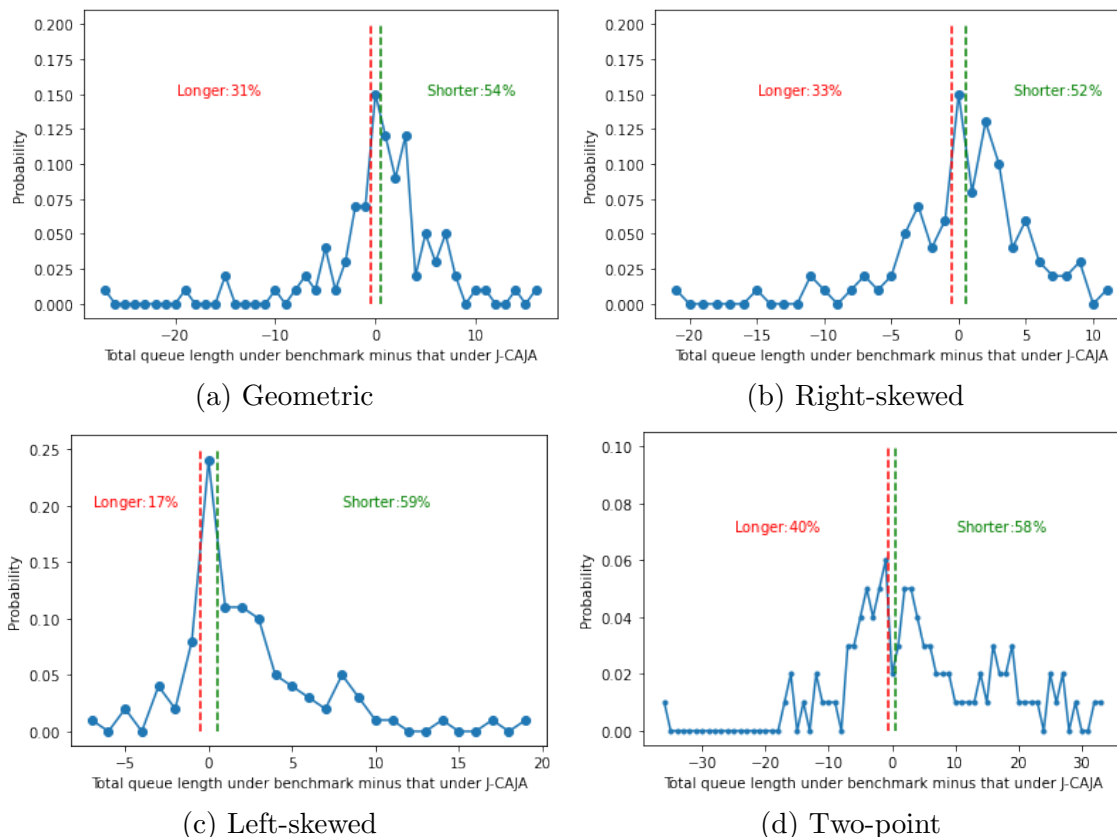 0.200
0.175
0.150
0.125
0.100
0.075
0.050
0.025
0.000
Probability
Longer:31%
Shorter:54%
−20 −10 0 10
Total queue length under benchmark minus that under J-CAJA
(a) Geometric
0.200
0.175
0.150
0.125
0.100
0.075
0.050
0.025
0.000
Probability
Longer:33%
Shorter:52%
−20 −15 −10 −5 0 5 10
Total queue length under benchmark minus that under J-CAJA
(b) Right-skewed
0.25
0.20
0.15
0.10
0.05
0.00
Probability
Longer:17%
Shorter:59%
−5 0 5 10 15 20
Total queue length under benchmark minus that under J-CAJA
(c) Left-skewed
0.10
0.08
0.06
0.04
0.02
0.00
Probability
Longer:40%
Shorter:58%
−30 −20 −10 0 10 20 30
Total queue length under benchmark minus that under J-CAJA
(d) Two-point